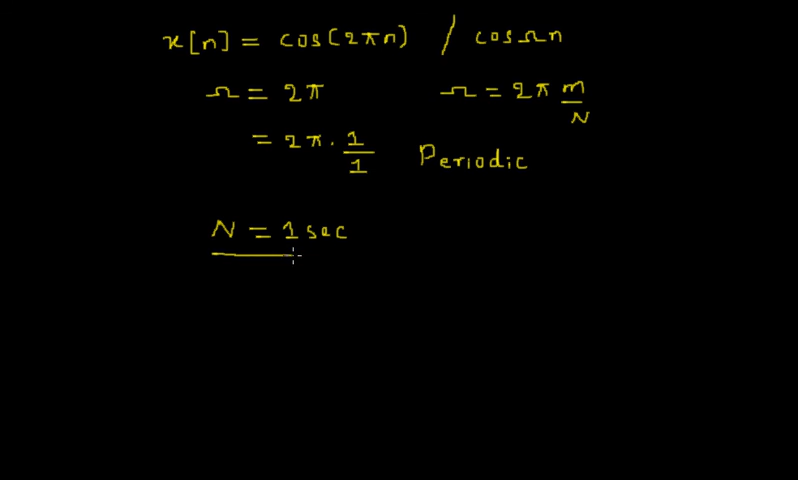 x[n] = cos(2πn) / cosΩn
Ω = 2π Ω = 2π m/N
= 2π · 1/1 Periodic
N = 1 sec